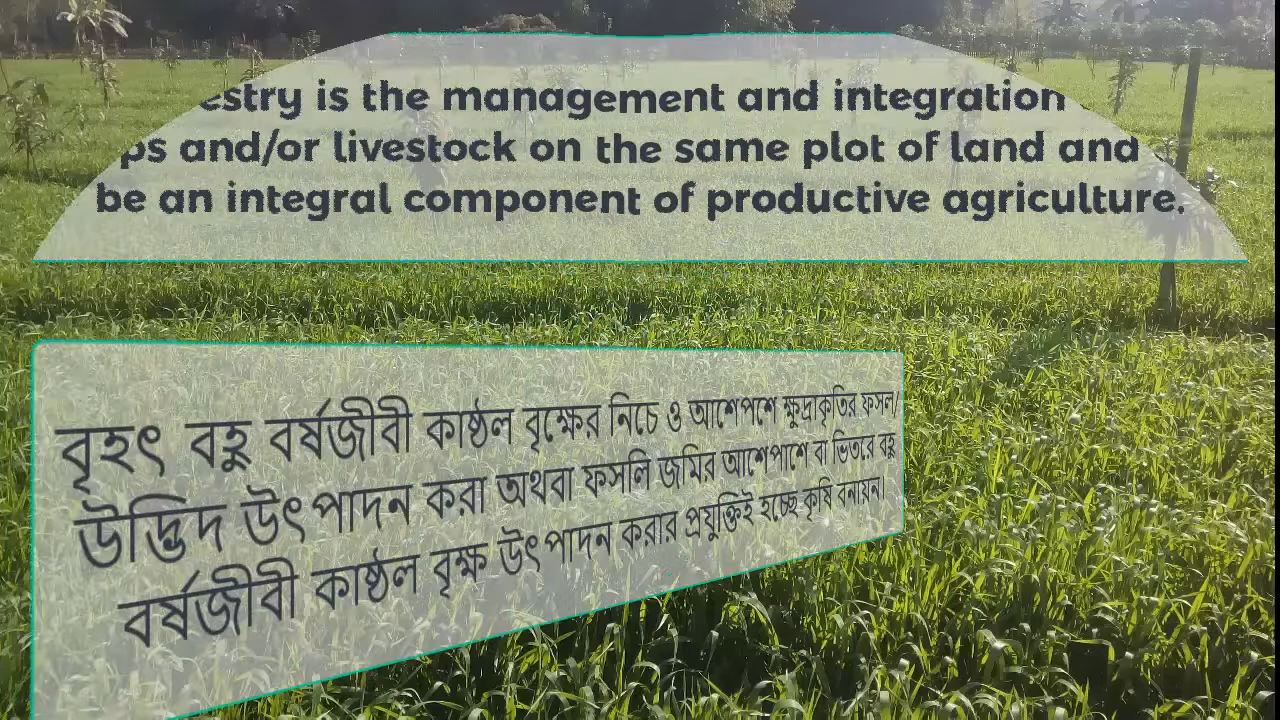 is the management and integration
and/or livestock on the same plot of land and
be an integral component of productive agriculture.
বৃহৎ বহু বর্ষজীবী কাষ্ঠল বৃক্ষের নিচে ও আশেপশে ক্ষুদ্রাকৃতির ফসল/
উদ্ভিদ উৎপাদন করা অথবা ফসলি জমির আশেপাশে বা ভিতরে বহু
বর্ষজীবী কাষ্ঠল বৃক্ষ উৎপাদন করার প্রযুক্তিই হচ্ছে কৃষি বনায়ন।